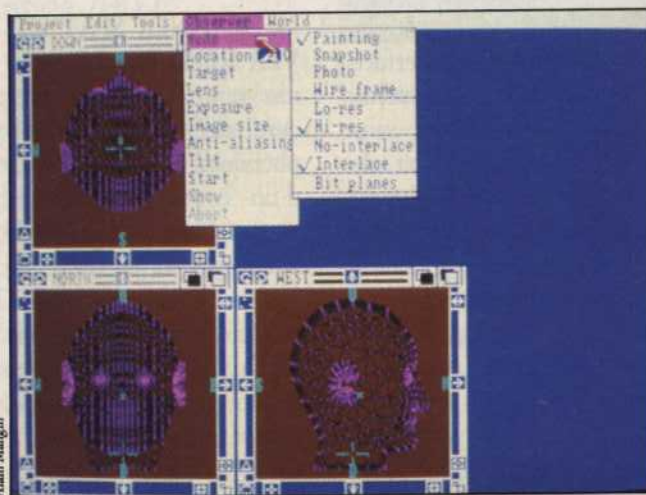 Project Edit Tools Observer World
DOWN
Mode
Location
Target
Lens
Exposure
Image size
Anti-aliasing
Tilt
Start
Show
Abort
✓ Painting
Snapshot
Photo
Wire frame
Lo-res
✓ Hi-res
No-interlace
✓ Interlace
Bit planes
S
NORTH
WEST